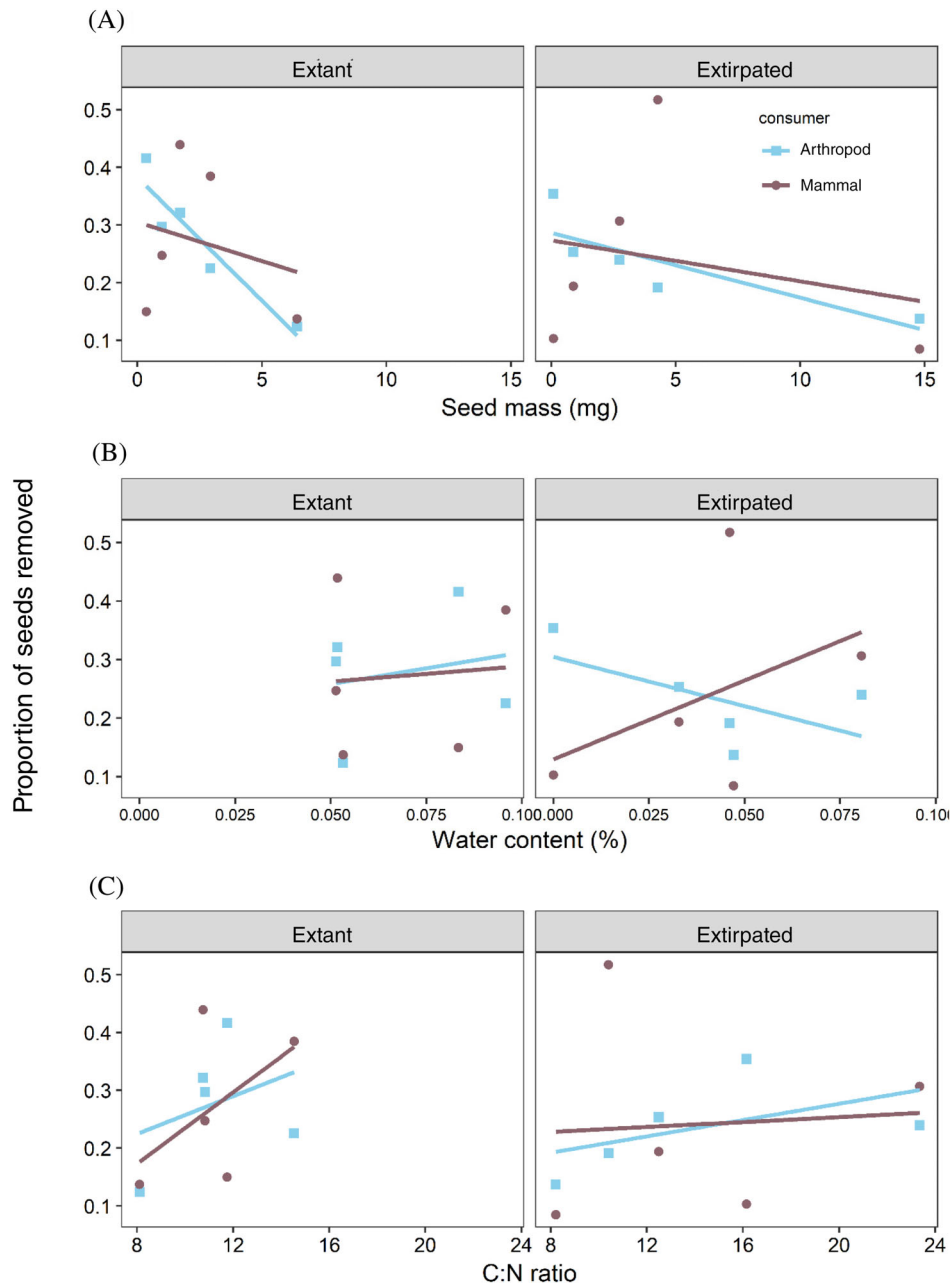 (A)
Extant Extirpated
0.5
0.4
0.3
0.2
0.1
consumer
Arthropod
Mammal
0 5 10 15 0 5 10 15
Seed mass (mg)
(B)
Proportion of seeds removed
Extant Extirpated
0.5
0.4
0.3
0.2
0.1
0.000 0.025 0.050 0.075 0.100 0.000 0.025 0.050 0.075 0.100
Water content (%)
(C)
Extant Extirpated
0.5
0.4
0.3
0.2
0.1
8 12 16 20 24 8 12 16 20 24
C:N ratio